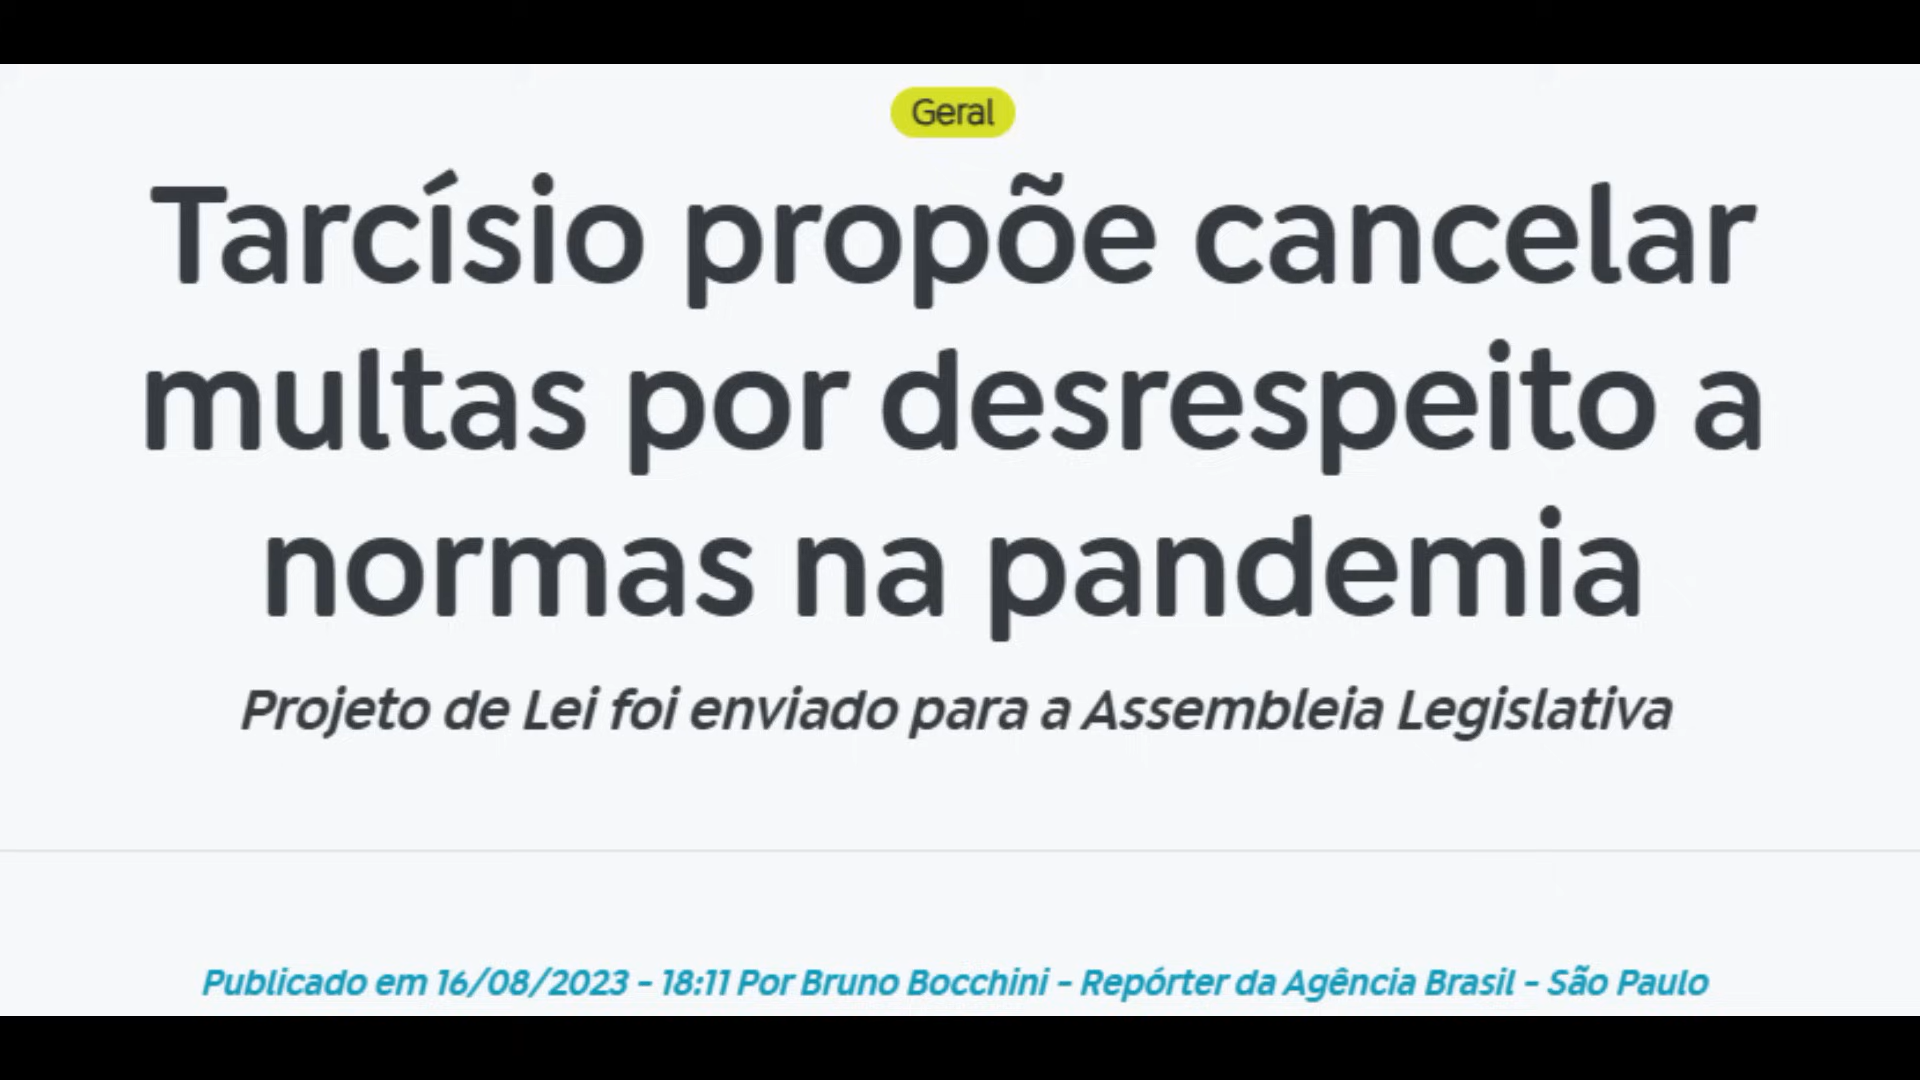 Geral
Tarcísio propõe cancelar
multas por desrespeito a
normas na pandemia
Projeto de Lei foi enviado para a Assembleia Legislativa
Publicado em 16/08/2023 - 18:11 Por Bruno Bocchini - Repórter da Agência Brasil - São Paulo